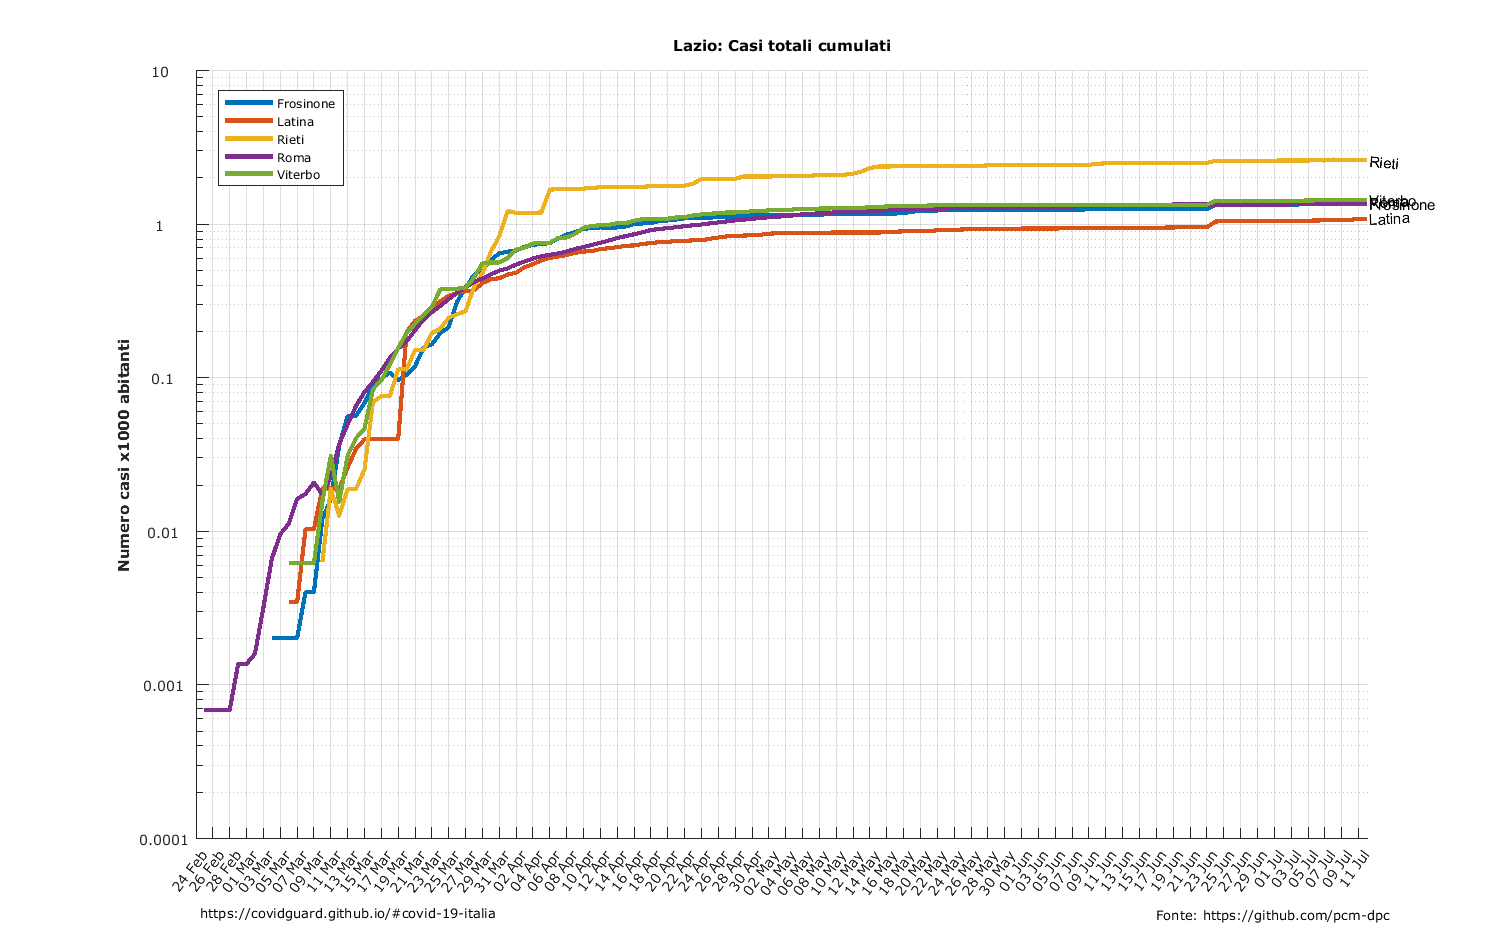 Lazio: Casi totali cumulati
Numero casi x1000 abitanti
10
1
0.1
0.01
0.001
0.0001
Frosinone
Latina
Rieti
Roma
Viterbo
Rieti
Viterbo
Roma
Frosinone
Latina
24 Feb
26 Feb
28 Feb
01 Mar
03 Mar
05 Mar
07 Mar
09 Mar
11 Mar
13 Mar
15 Mar
17 Mar
19 Mar
21 Mar
23 Mar
25 Mar
27 Mar
29 Mar
31 Mar
02 Apr
04 Apr
06 Apr
08 Apr
10 Apr
12 Apr
14 Apr
16 Apr
18 Apr
20 Apr
22 Apr
24 Apr
26 Apr
28 Apr
30 Apr
02 May
04 May
06 May
08 May
10 May
12 May
14 May
16 May
18 May
20 May
22 May
24 May
26 May
28 May
30 May
01 Jun
03 Jun
05 Jun
07 Jun
09 Jun
11 Jun
13 Jun
15 Jun
17 Jun
19 Jun
21 Jun
23 Jun
25 Jun
27 Jun
29 Jun
01 Jul
03 Jul
05 Jul
07 Jul
09 Jul
11 Jul
https://covidguard.github.io/#covid-19-italia
Fonte: https://github.com/pcm-dpc